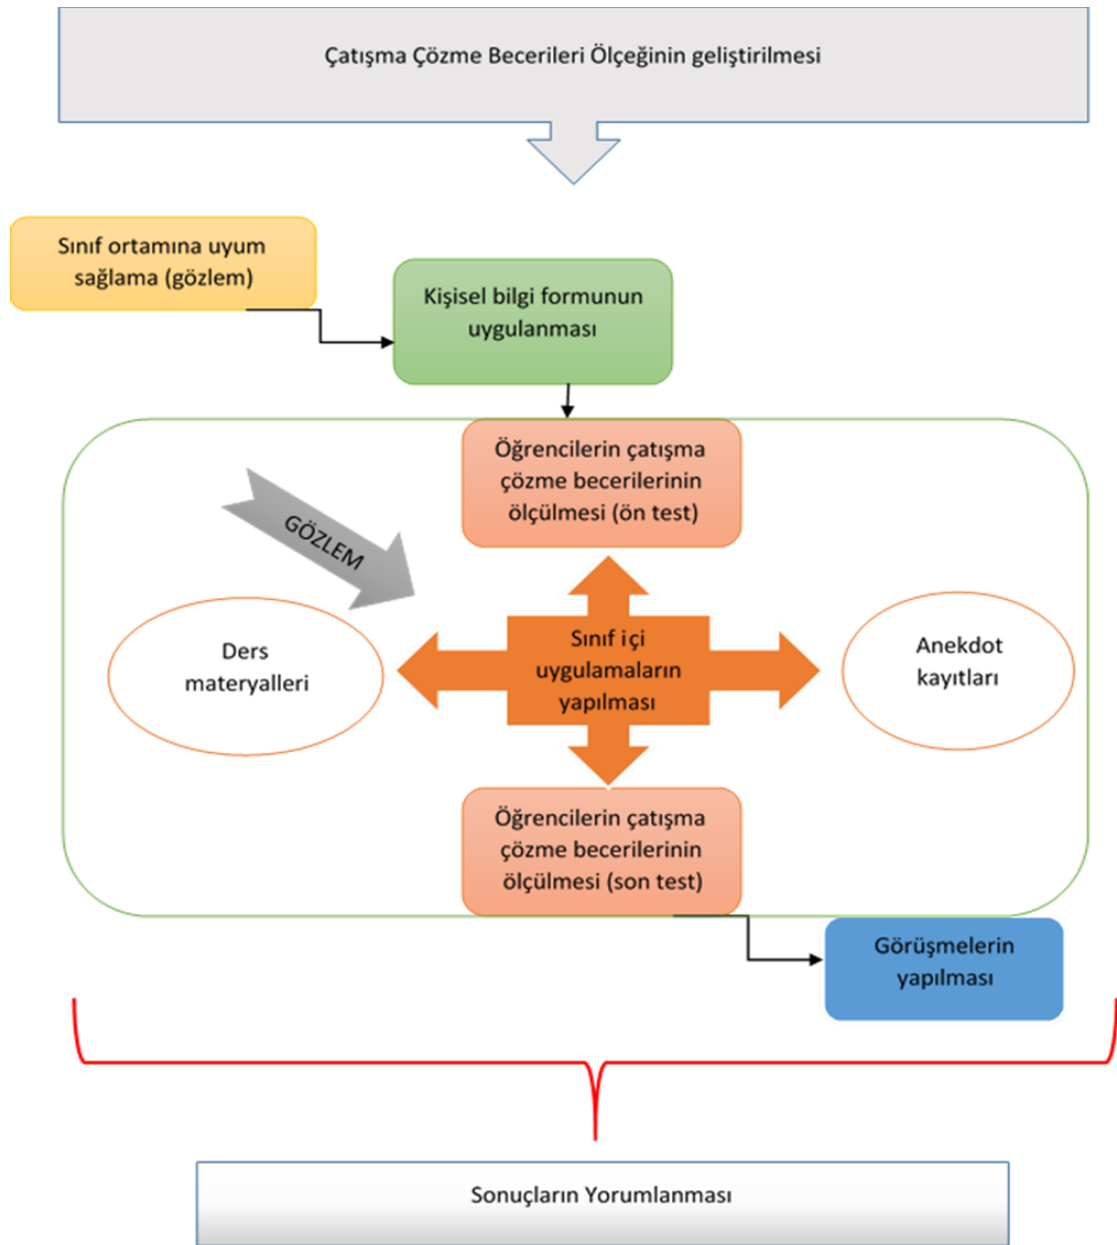 Çatışma Çözme Becerileri Ölçeğinin geliştirilmesi
Sınıf ortamına uyum
sağlama (gözlem)
Kişisel bilgi formunun
uygulanması
Öğrencilerin çatışma
çözme becerilerinin
ölçülmesi (ön test)
GÖZLEM
Ders
materyalleri
Sınıf içi
uygulamaların
yapılması
Anekdot
kayıtları
Öğrencilerin çatışma
çözme becerilerinin
ölçülmesi (son test)
Görüşmelerin
yapılması
Sonuçların Yorumlanması